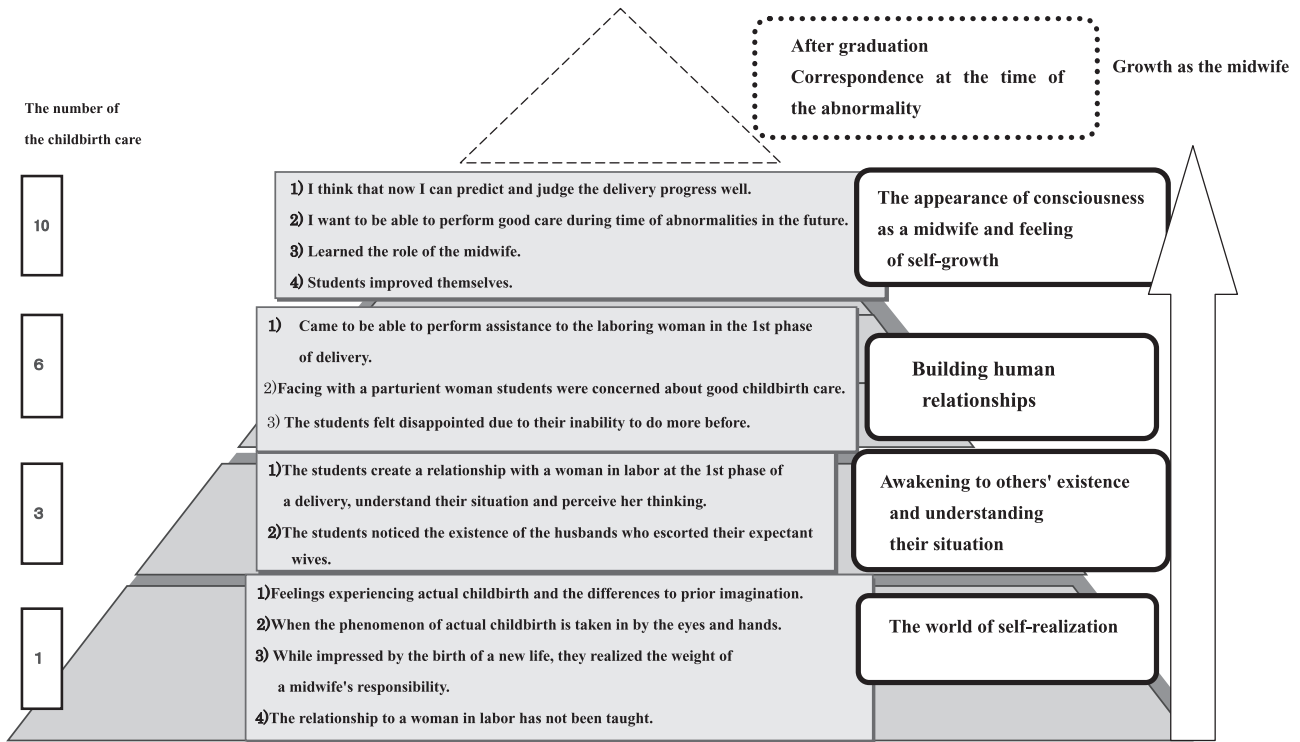 After graduation
Correspondence at the time of
the abnormality
Growth as the midwife
The number of
the childbirth care
10
1) I think that now I can predict and judge the delivery progress well.
2) I want to be able to perform good care during time of abnormalities in the future.
3) Learned the role of the midwife.
4) Students improved themselves.
The appearance of consciousness
as a midwife and feeling
of self-growth
6
1) Came to be able to perform assistance to the laboring woman in the 1st phase
of delivery.
2)Facing with a parturient woman students were concerned about good childbirth care.
3) The students felt disappointed due to their inability to do more before.
Building human
relationships
3
1)The students create a relationship with a woman in labor at the 1st phase of
a delivery, understand their situation and perceive her thinking.
2)The students noticed the existence of the husbands who escorted their expectant
wives.
Awakening to others' existence
and understanding
their situation
1
1)Feelings experiencing actual childbirth and the differences to prior imagination.
2)When the phenomenon of actual childbirth is taken in by the eyes and hands.
3) While impressed by the birth of a new life, they realized the weight of
a midwife's responsibility.
4)The relationship to a woman in labor has not been taught.
The world of self-realization